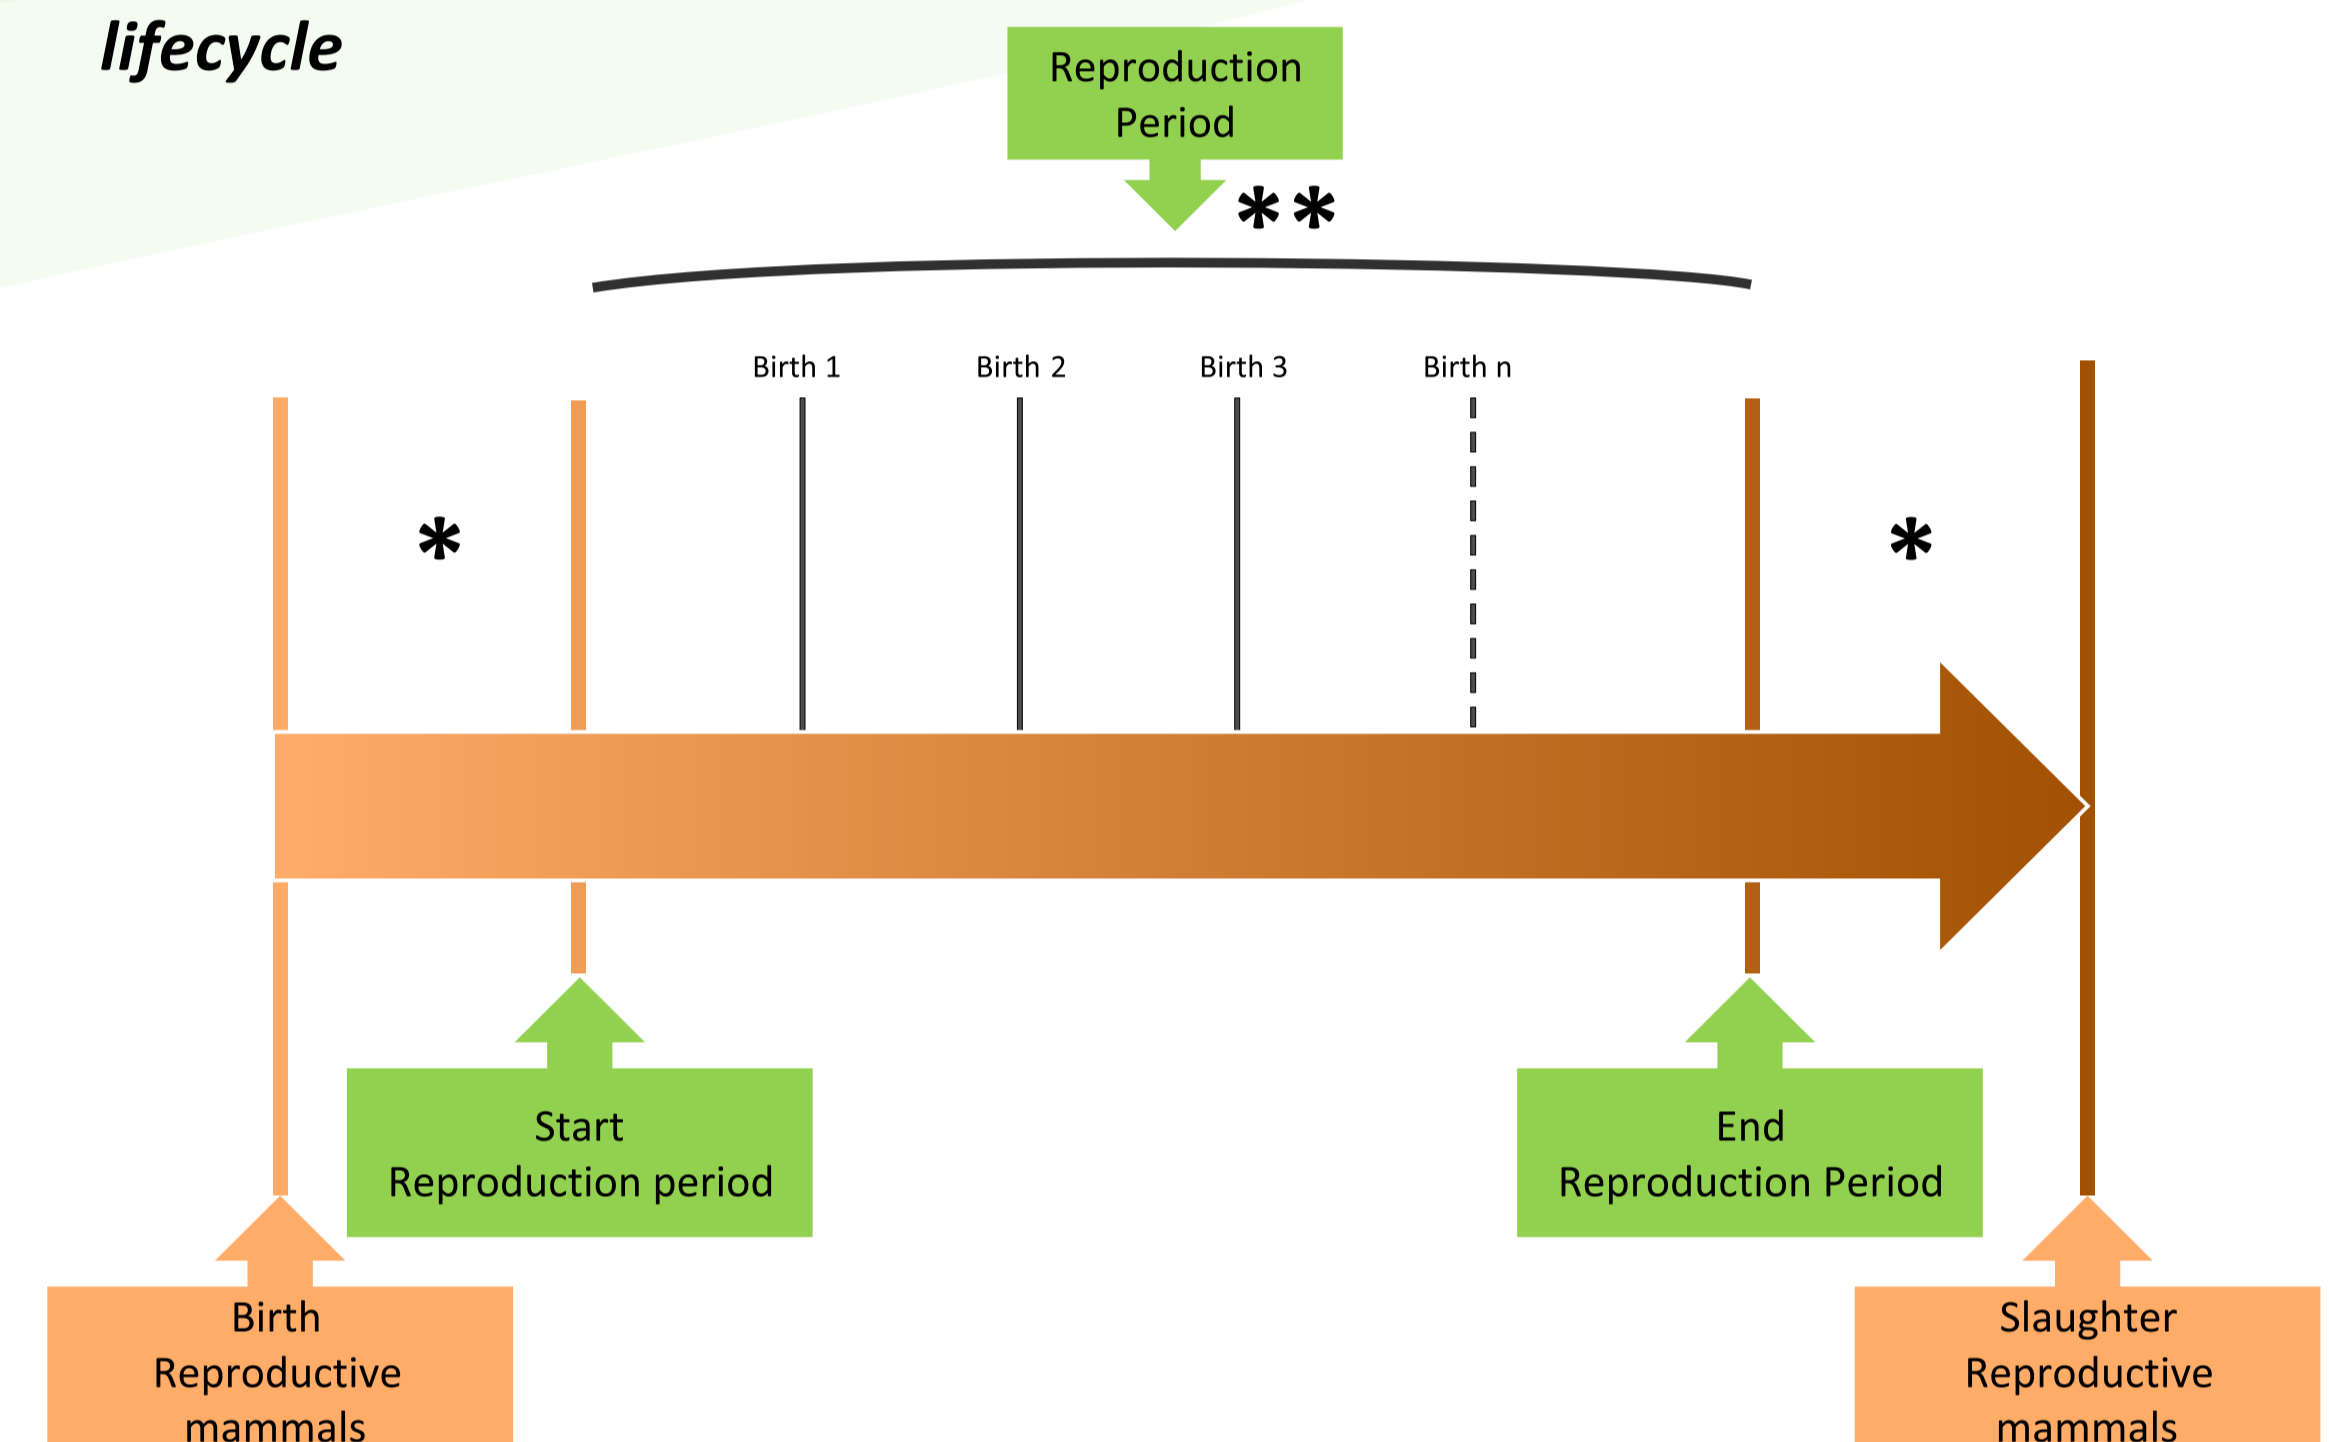 lifecycle
Reproduction
Period
**
Birth 1
Birth 2
Birth 3
Birth n
*
*
Start
Reproduction period
End
Reproduction Period
Birth
Reproductive
mammals
Slaughter
Reproductive
mammals